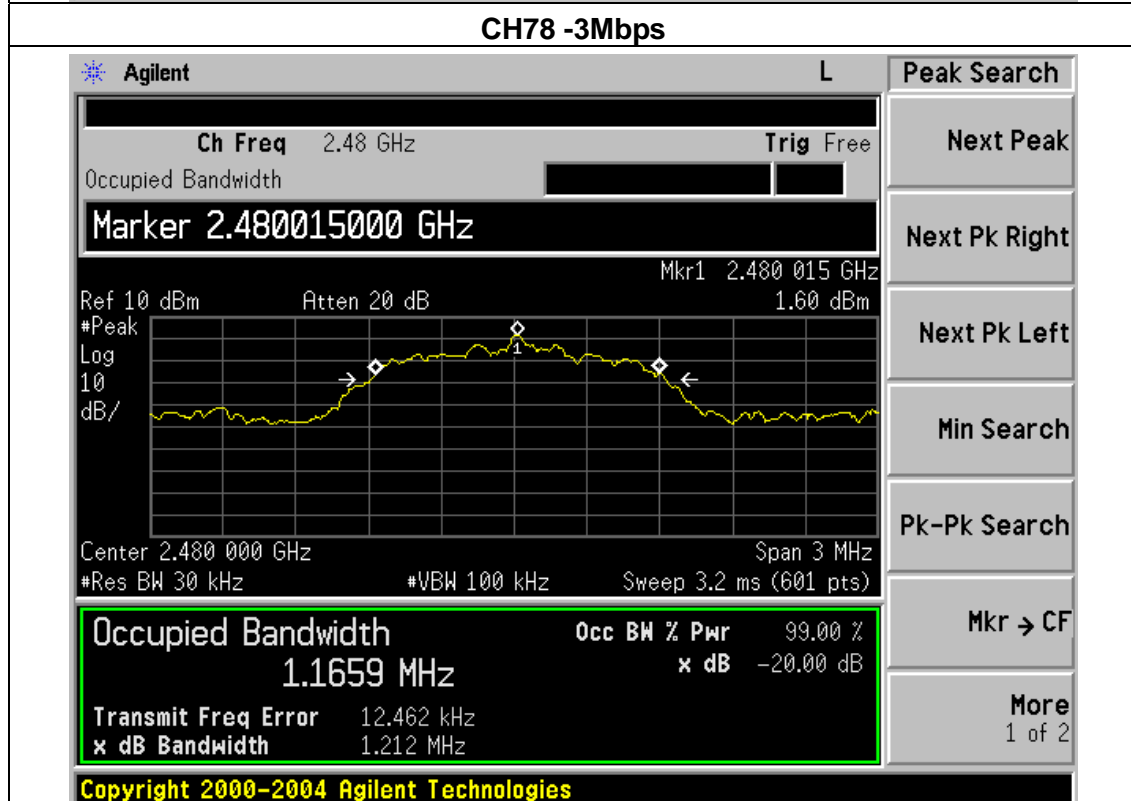 CH78 -3Mbps
Agilent L Peak Search
Ch Freq 2.48 GHz Trig Free
Occupied Bandwidth
Marker 2.480015000 GHz
Mkr1 2.480 015 GHz
Ref 10 dBm Atten 20 dB 1.60 dBm
#Peak
Log
10
dB/
1
Center 2.480 000 GHz Span 3 MHz
#Res BW 30 kHz #VBW 100 kHz Sweep 3.2 ms (601 pts)
Occupied Bandwidth Occ BW % Pwr 99.00 %
1.1659 MHz x dB -20.00 dB
Transmit Freq Error 12.462 kHz
x dB Bandwidth 1.212 MHz
Next Peak
Next Pk Right
Next Pk Left
Min Search
Pk-Pk Search
Mkr → CF
More
1 of 2
Copyright 2000-2004 Agilent Technologies